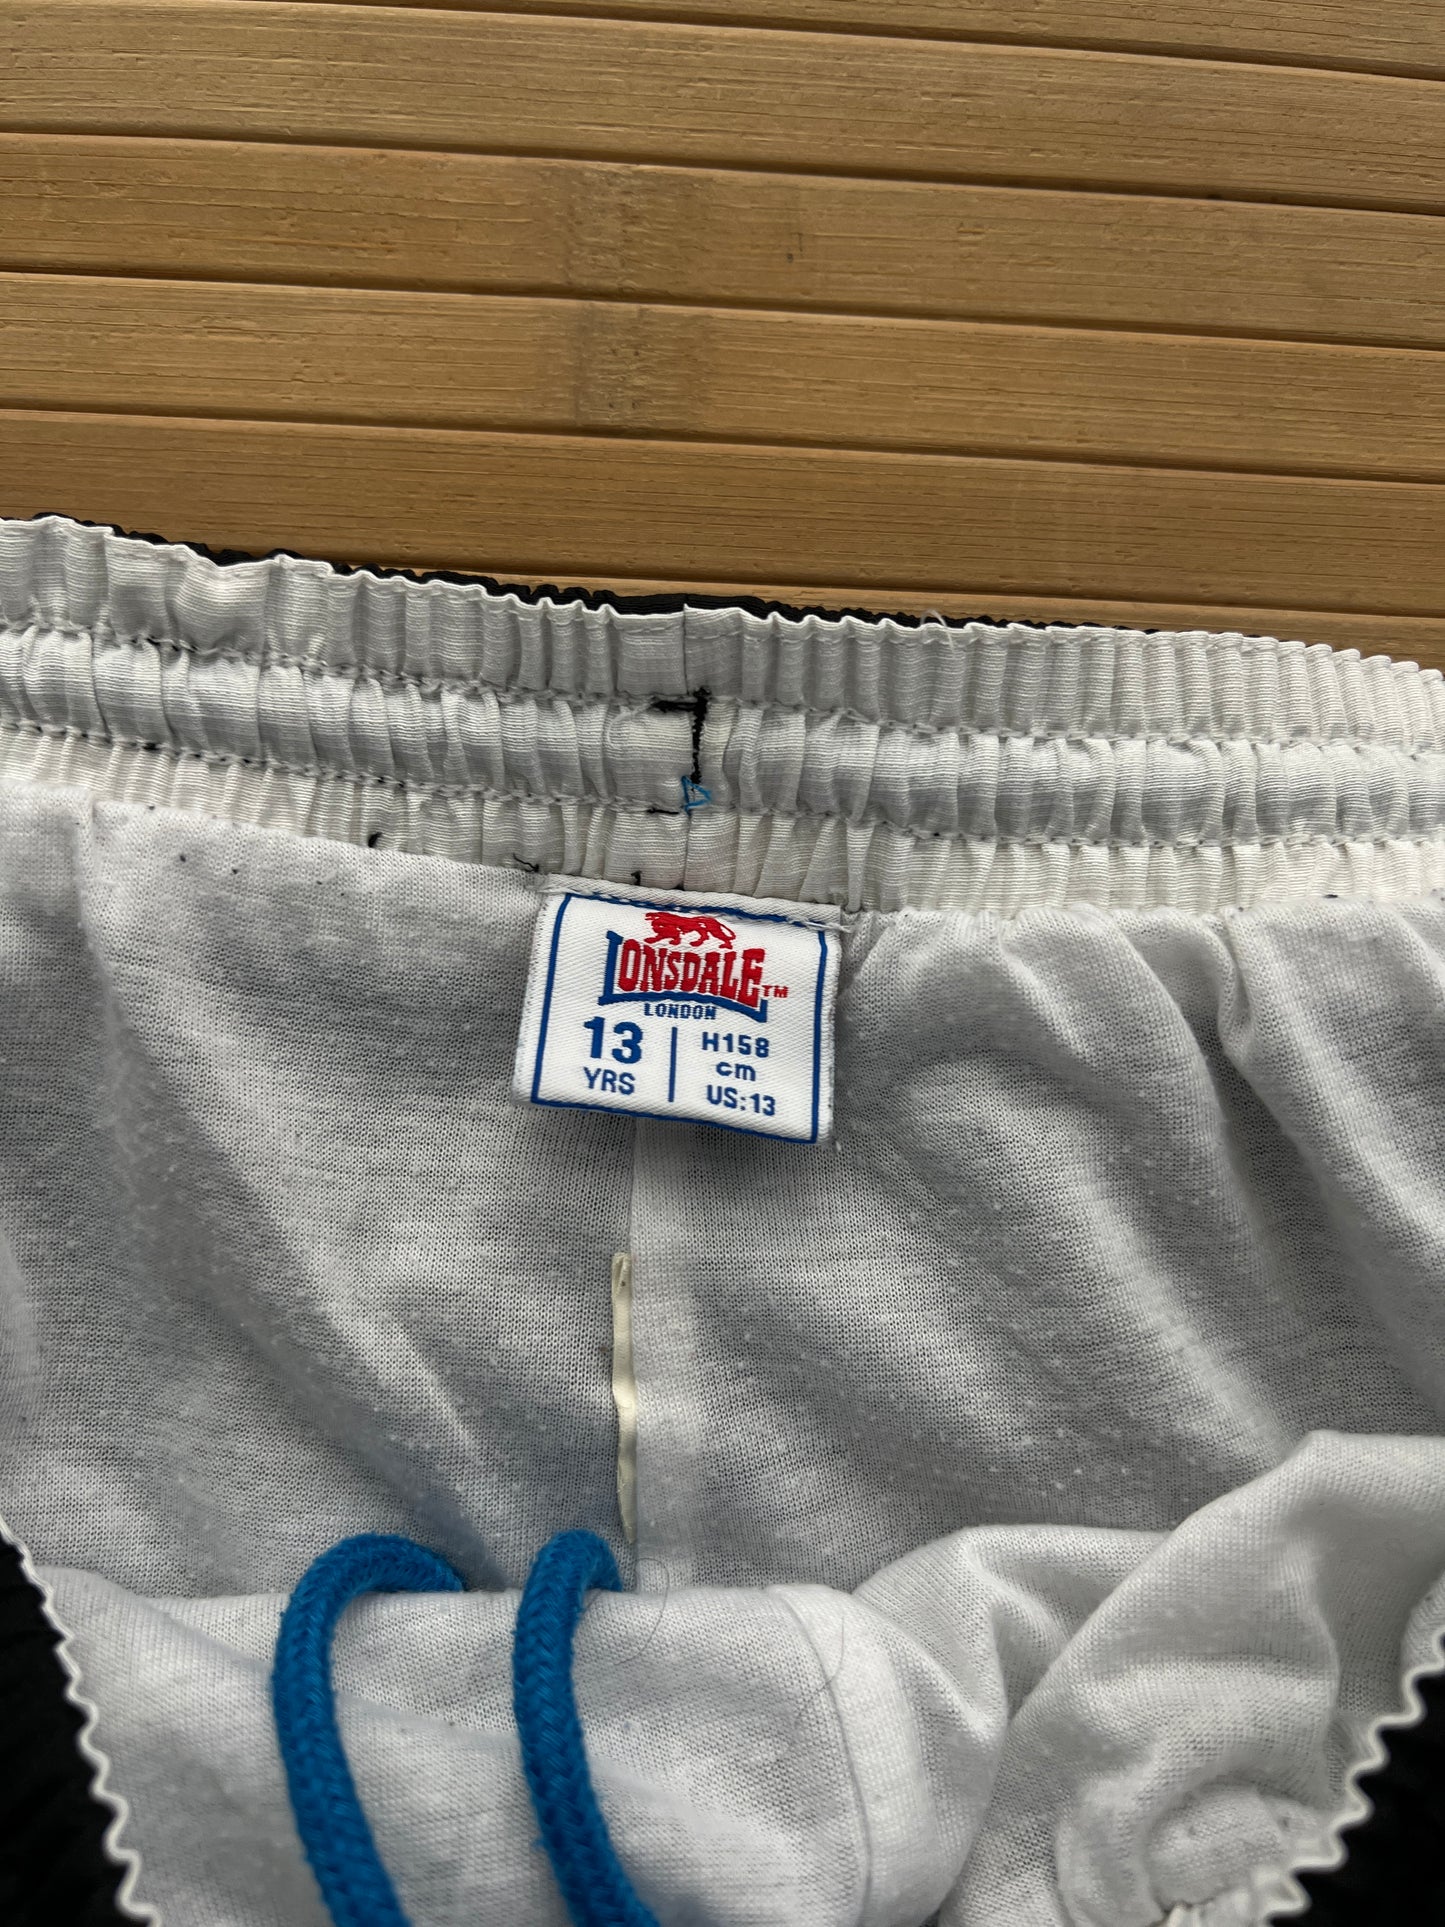 LONSDALE™
LONDON
13
YRS
H158
cm
US:13